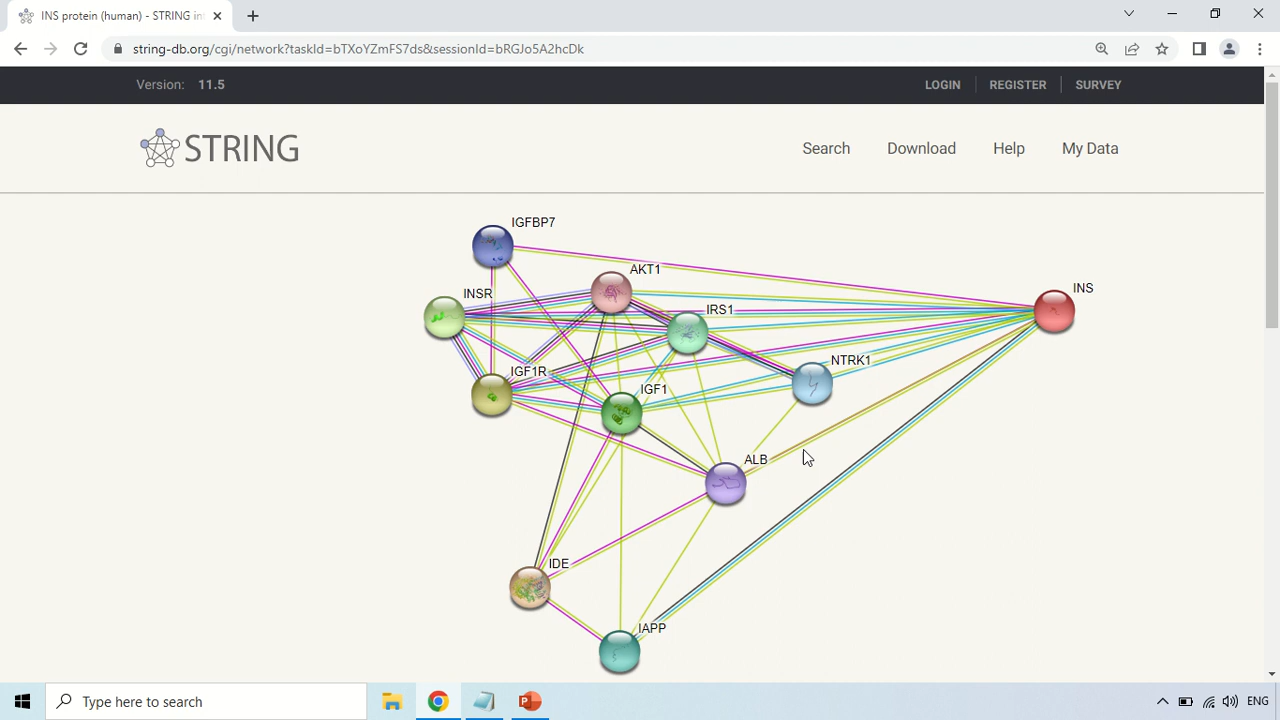 INS protein (human) - STRING in
string-db.org/cgi/network?taskId=bTXoYZmFS7ds&sessionId=bRGJo5A2hcDk
Version: 11.5
LOGIN
REGISTER
SURVEY
STRING
Search
Download
Help
My Data
IGFBP7
AKT1
INSR
INS
IRS1
NTRK1
IGF1R
IGF1
ALB
IDE
IAPP
Type here to search
ENG